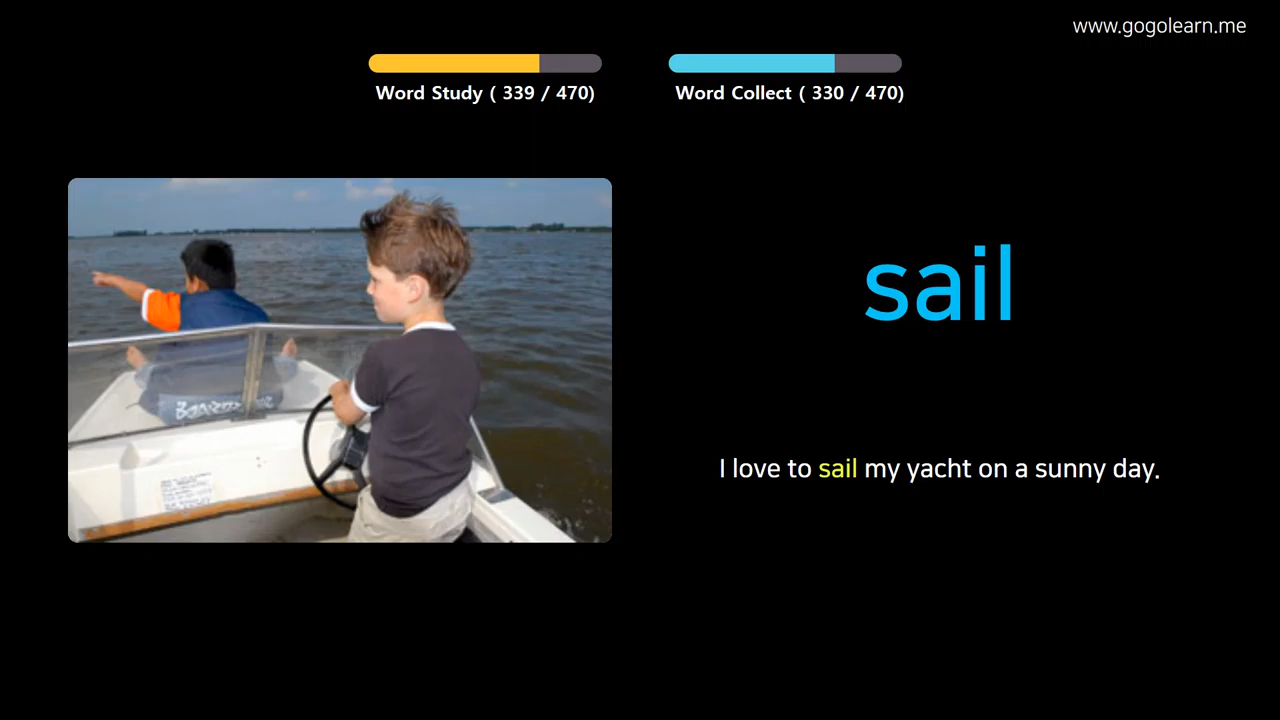 www.gogolearn.me
Word Study ( 339 / 470)
Word Collect ( 330 / 470)
sail
I love to sail my yacht on a sunny day.